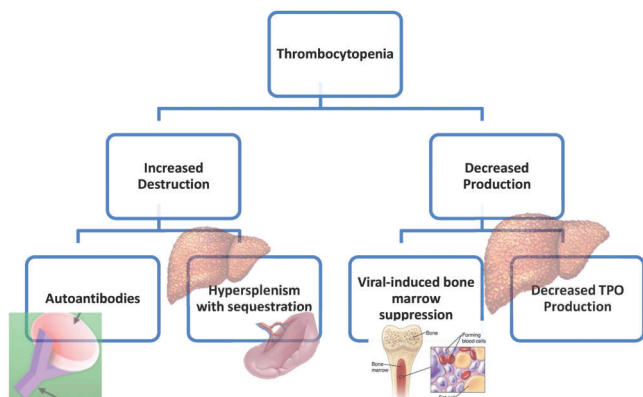 Thrombocytopenia
Increased
Destruction
Decreased
Production
Autoantibodies
Hypersplenism
with sequestration
Viral-induced bone
marrow
suppression
Decreased TPO
Production
Bone
Bone
marrow
Forming
blood cells